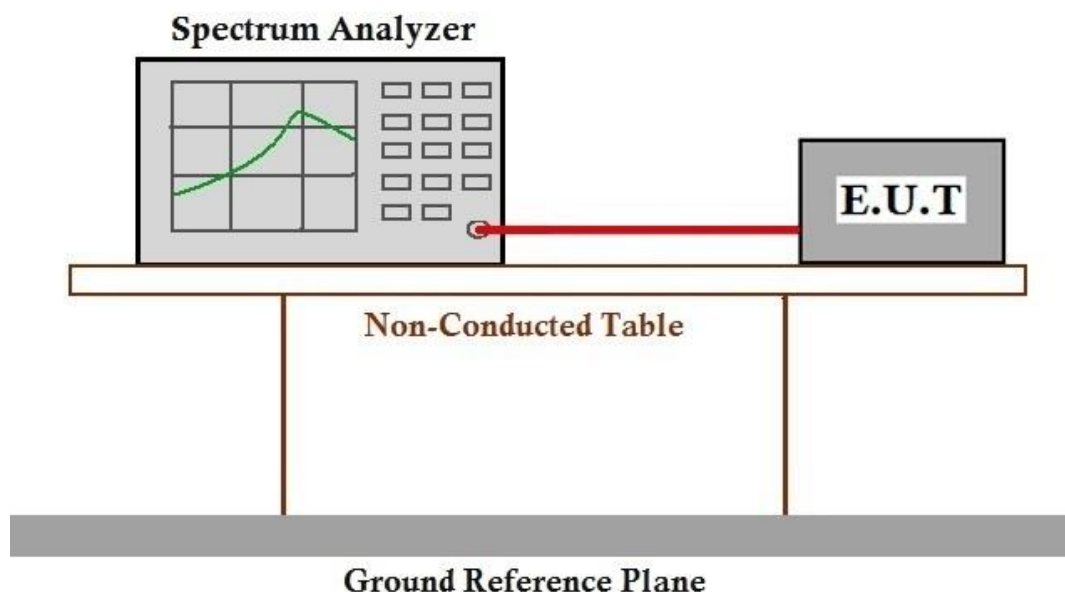 Spectrum Analyzer
E.U.T
Non-Conducted Table
Ground Reference Plane